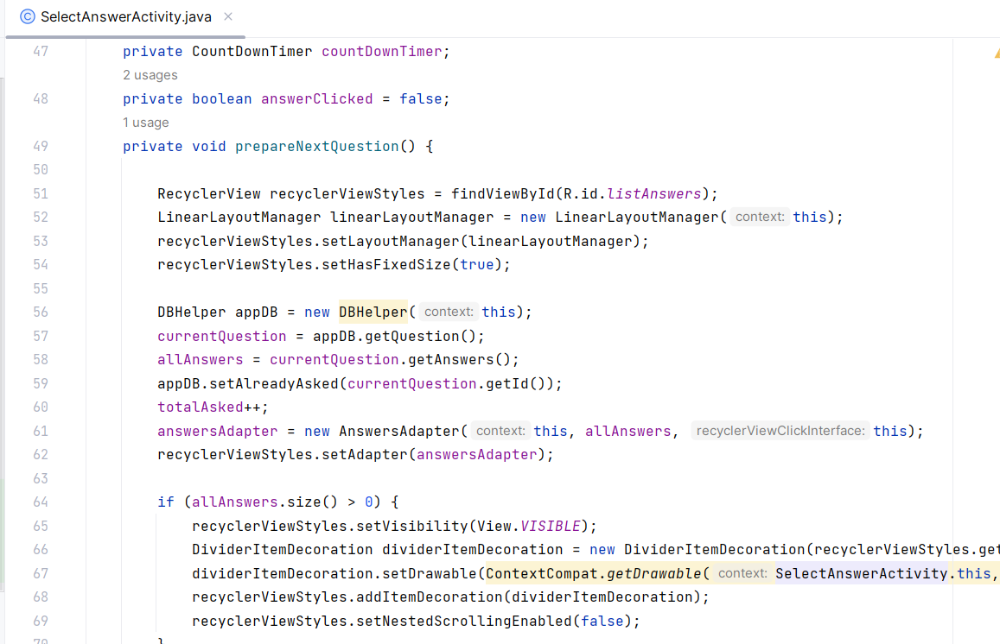 SelectAnswerActivity.java
47 private CountDownTimer countDownTimer;
2 usages
48 private boolean answerClicked = false;
1 usage
49 private void prepareNextQuestion() {
50
51 RecyclerView recyclerViewStyles = findViewById(R.id.listAnswers);
52 LinearLayoutManager linearLayoutManager = new LinearLayoutManager( context: this);
53 recyclerViewStyles.setLayoutManager(linearLayoutManager);
54 recyclerViewStyles.setHasFixedSize(true);
55
56 DBHelper appDB = new DBHelper( context: this);
57 currentQuestion = appDB.getQuestion();
58 allAnswers = currentQuestion.getAnswers();
59 appDB.setAlreadyAsked(currentQuestion.getId());
60 totalAsked++;
61 answersAdapter = new AnswersAdapter( context: this, allAnswers, recyclerViewClickInterface: this);
62 recyclerViewStyles.setAdapter(answersAdapter);
63
64 if (allAnswers.size() > 0) {
65 recyclerViewStyles.setVisibility(View.VISIBLE);
66 DividerItemDecoration dividerItemDecoration = new DividerItemDecoration(recyclerViewStyles.get
67 dividerItemDecoration.setDrawable(ContextCompat.getDrawable( context: SelectAnswerActivity.this,
68 recyclerViewStyles.addItemDecoration(dividerItemDecoration);
69 recyclerViewStyles.setNestedScrollingEnabled(false);
70 }